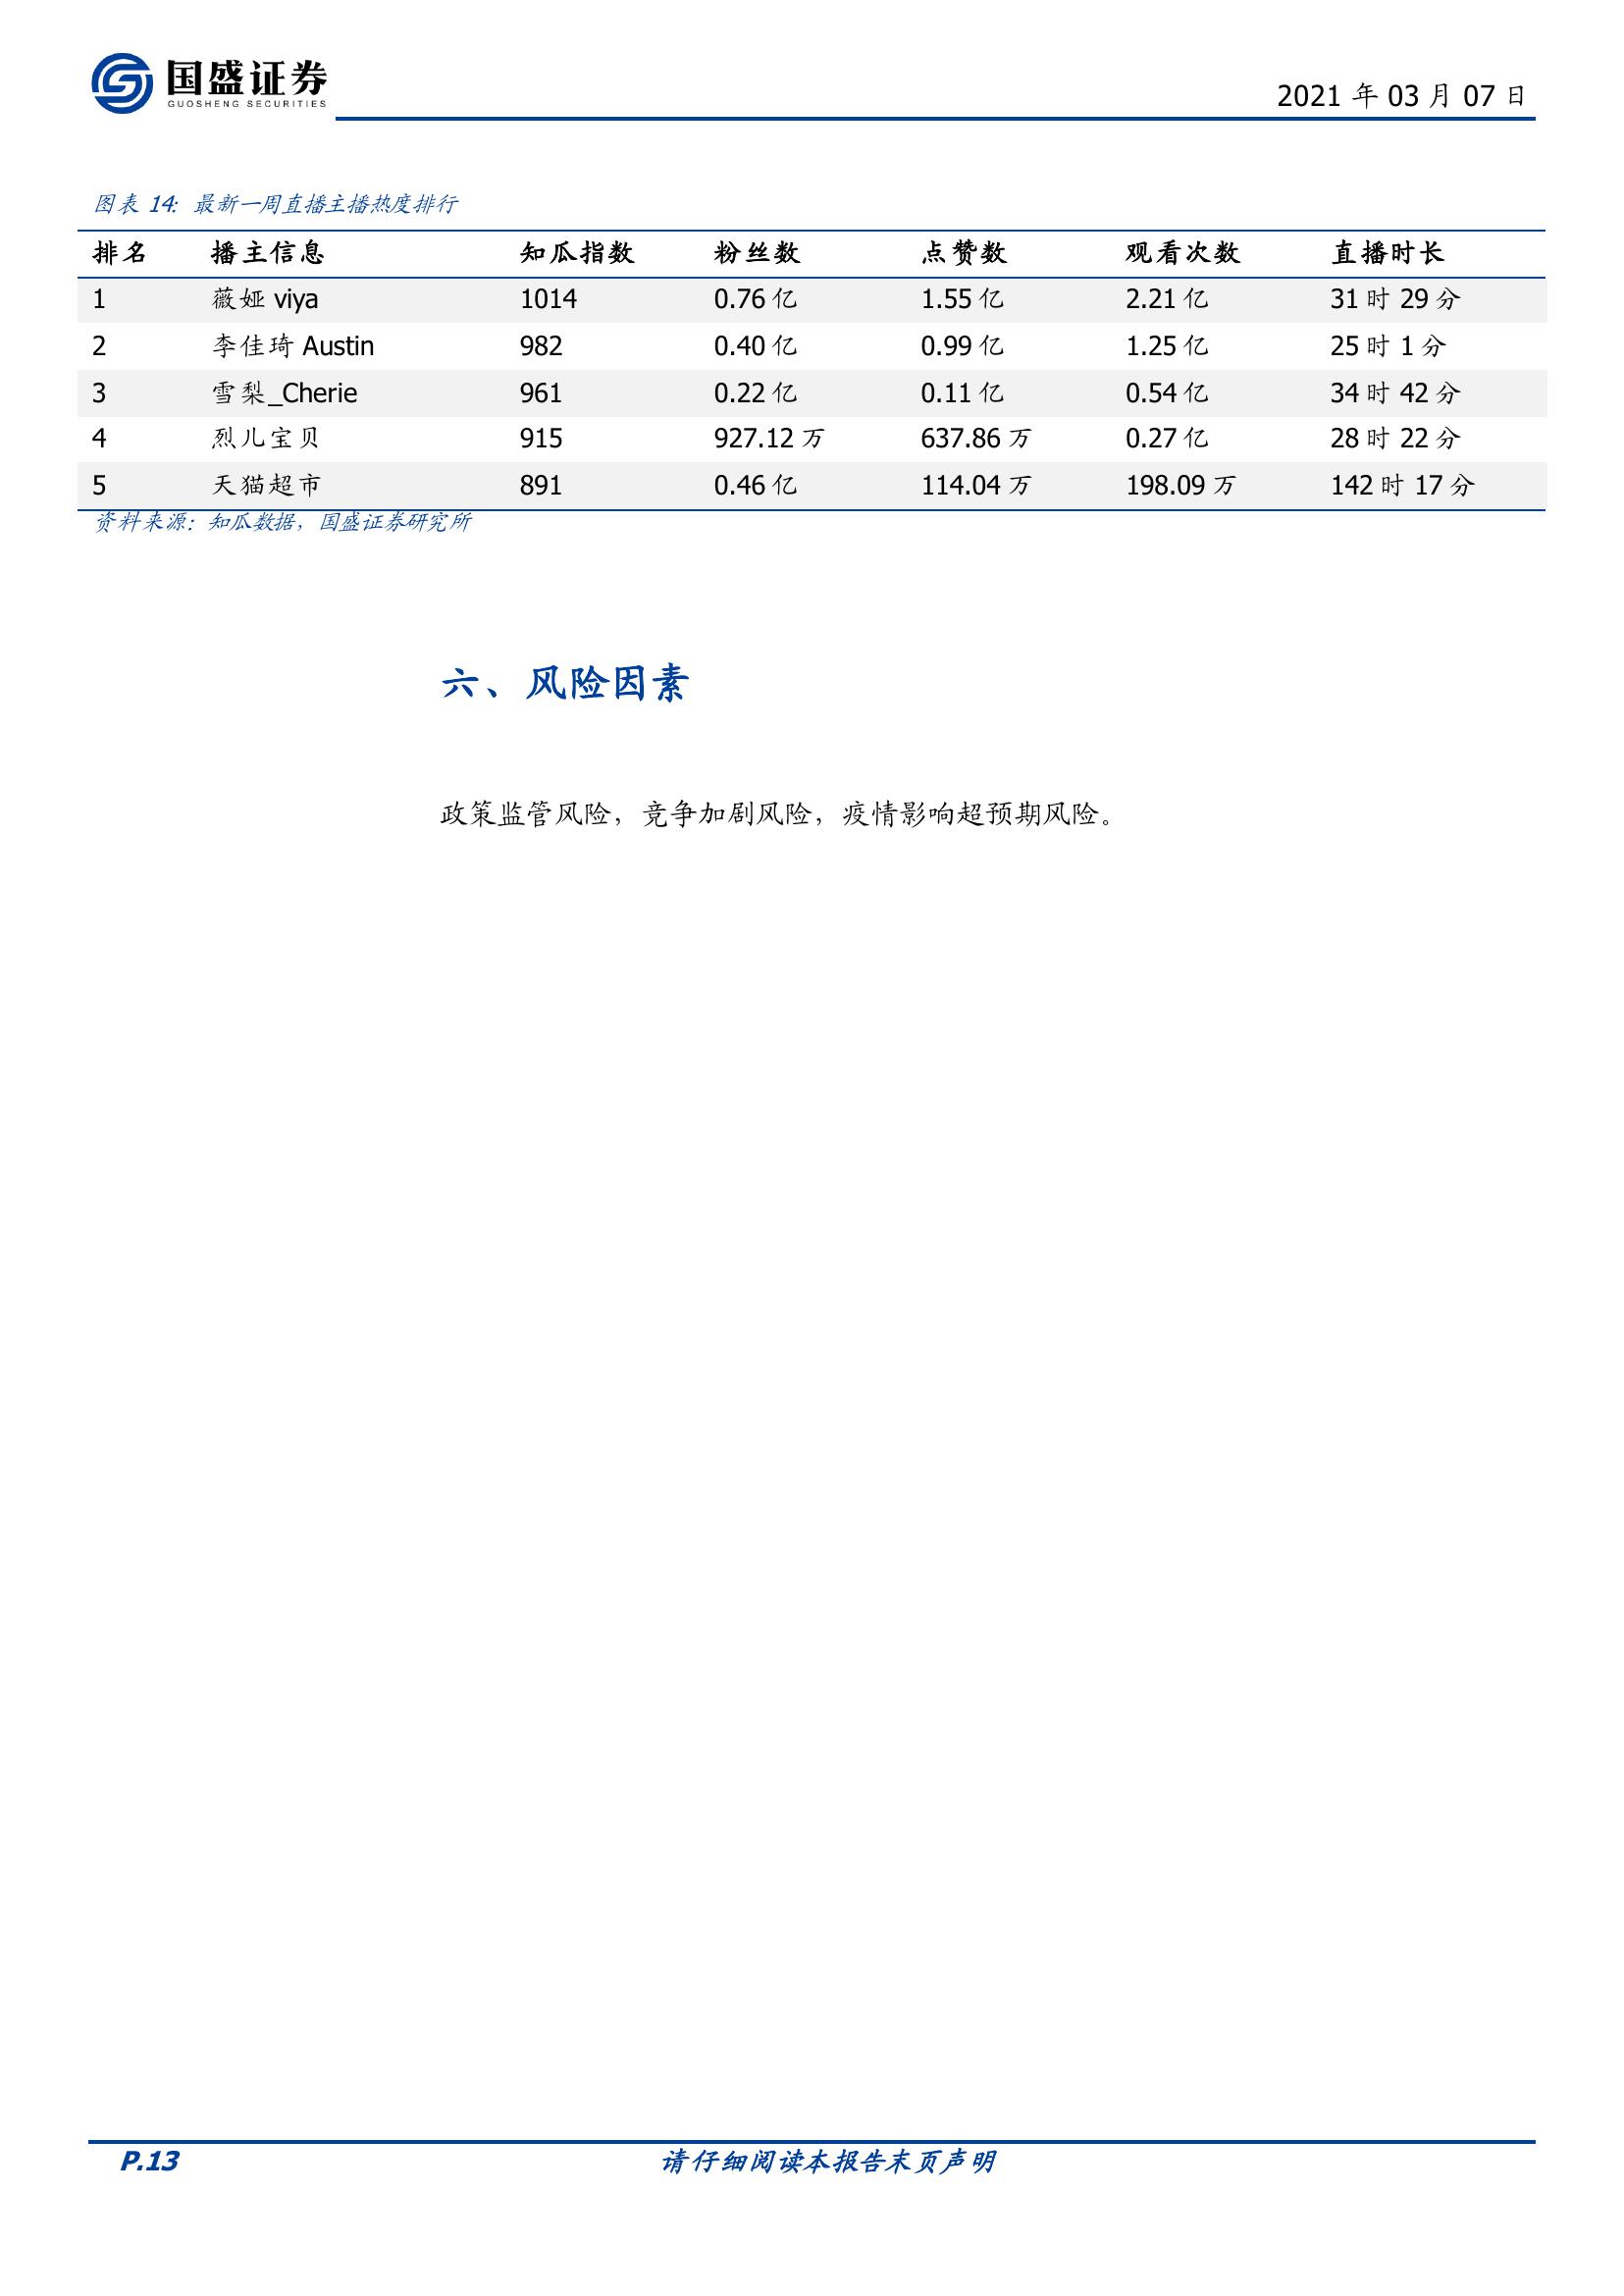 国盛证券
GUOSHENG SECURITIES
2021 年 03 月 07 日
图表 14: 最新一周直播主播热度排行
排名 播主信息 知瓜指数 粉丝数 点赞数 观看次数 直播时长
1 薇娅 viya 1014 0.76 亿 1.55 亿 2.21 亿 31 时 29 分
2 李佳琦 Austin 982 0.40 亿 0.99 亿 1.25 亿 25 时 1 分
3 雪梨_Cherie 961 0.22 亿 0.11 亿 0.54 亿 34 时 42 分
4 烈儿宝贝 915 927.12 万 637.86 万 0.27 亿 28 时 22 分
5 天猫超市 891 0.46 亿 114.04 万 198.09 万 142 时 17 分
资料来源：知瓜数据，国盛证券研究所
六、风险因素
政策监管风险，竞争加剧风险，疫情影响超预期风险。
P.13 请仔细阅读本报告末页声明